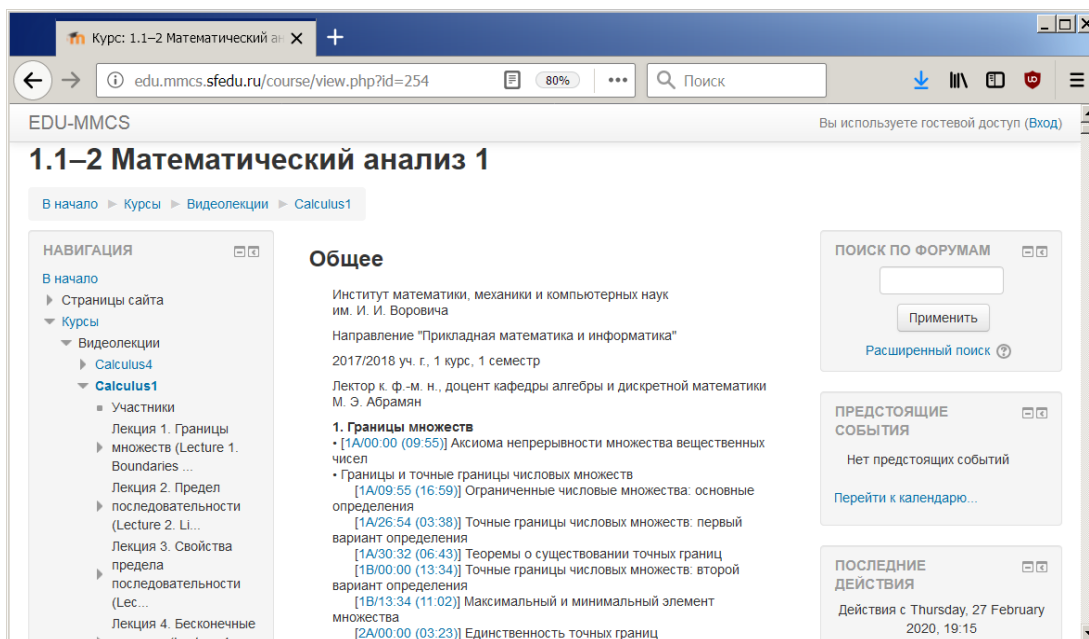 Курс: 1.1–2 Математический ан
edu.mmcs.sfedu.ru/course/view.php?id=254
80%
Поиск
EDU-MMCS
Вы используете гостевой доступ (Вход)
1.1–2 Математический анализ 1
В начало ▶ Курсы ▶ Видеолекции ▶ Calculus1
НАВИГАЦИЯ
В начало
Страницы сайта
Курсы
Видеолекции
Calculus4
Calculus1
Участники
Лекция 1. Границы
множеств (Lecture 1.
Boundaries ...
Лекция 2. Предел
последовательности
(Lecture 2. Li...
Лекция 3. Свойства
предела
последовательности
(Lec...
Лекция 4. Бесконечные
Общее
Институт математики, механики и компьютерных наук
им. И. И. Воровича
Направление "Прикладная математика и информатика"
2017/2018 уч. г., 1 курс, 1 семестр
Лектор к. ф.-м. н., доцент кафедры алгебры и дискретной математики
М. Э. Абрамян
1. Границы множеств
• [1A/00:00 (09:55)] Аксиома непрерывности множества вещественных
чисел
• Границы и точные границы числовых множеств
[1A/09:55 (16:59)] Ограниченные числовые множества: основные
определения
[1A/26:54 (03:38)] Точные границы числовых множеств: первый
вариант определения
[1A/30:32 (06:43)] Теоремы о существовании точных границ
[1B/00:00 (13:34)] Точные границы числовых множеств: второй
вариант определения
[1B/13:34 (11:02)] Максимальный и минимальный элемент
множества
[2A/00:00 (03:23)] Единственность точных границ
ПОИСК ПО ФОРУМАМ
Применить
Расширенный поиск
ПРЕДСТОЯЩИЕ
СОБЫТИЯ
Нет предстоящих событий
Перейти к календарю...
ПОСЛЕДНИЕ
ДЕЙСТВИЯ
Действия с Thursday, 27 February
2020, 19:15